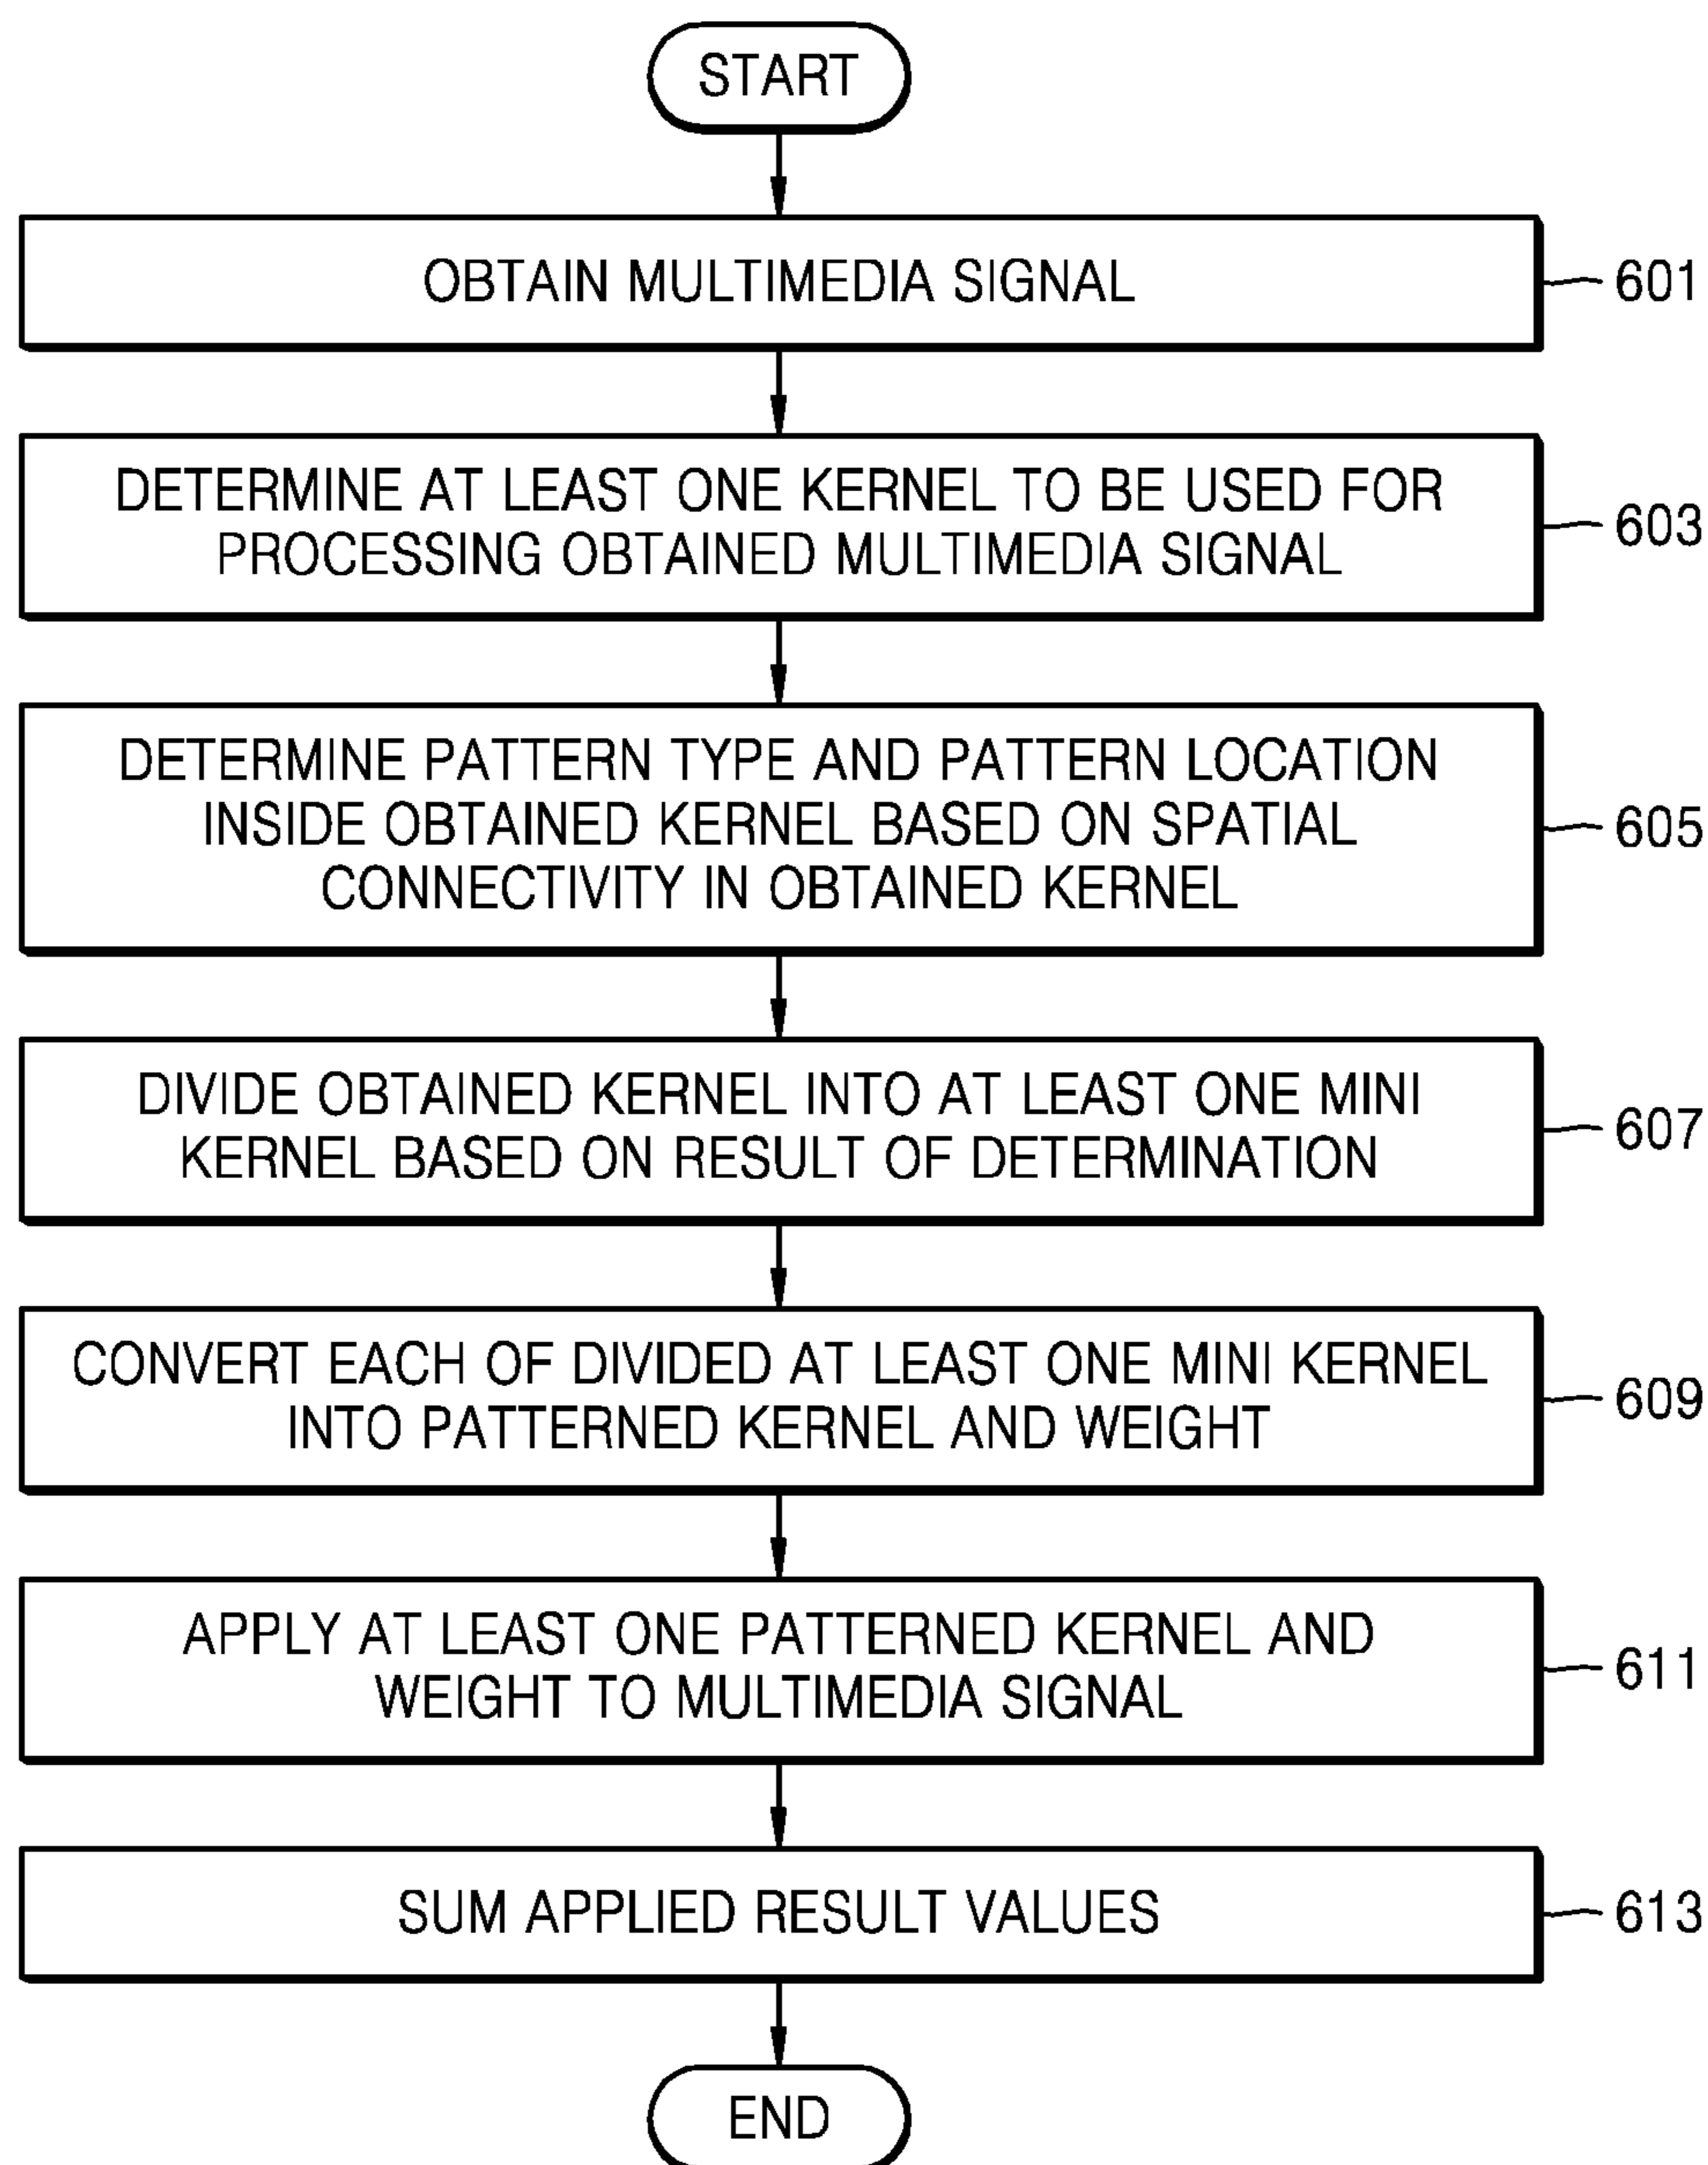 START
OBTAIN MULTIMEDIA SIGNAL
601
DETERMINE AT LEAST ONE KERNEL TO BE USED FOR
PROCESSING OBTAINED MULTIMEDIA SIGNAL
603
DETERMINE PATTERN TYPE AND PATTERN LOCATION
INSIDE OBTAINED KERNEL BASED ON SPATIAL
CONNECTIVITY IN OBTAINED KERNEL
605
DIVIDE OBTAINED KERNEL INTO AT LEAST ONE MINI
KERNEL BASED ON RESULT OF DETERMINATION
607
CONVERT EACH OF DIVIDED AT LEAST ONE MINI KERNEL
INTO PATTERNED KERNEL AND WEIGHT
609
APPLY AT LEAST ONE PATTERNED KERNEL AND
WEIGHT TO MULTIMEDIA SIGNAL
611
SUM APPLIED RESULT VALUES
613
END